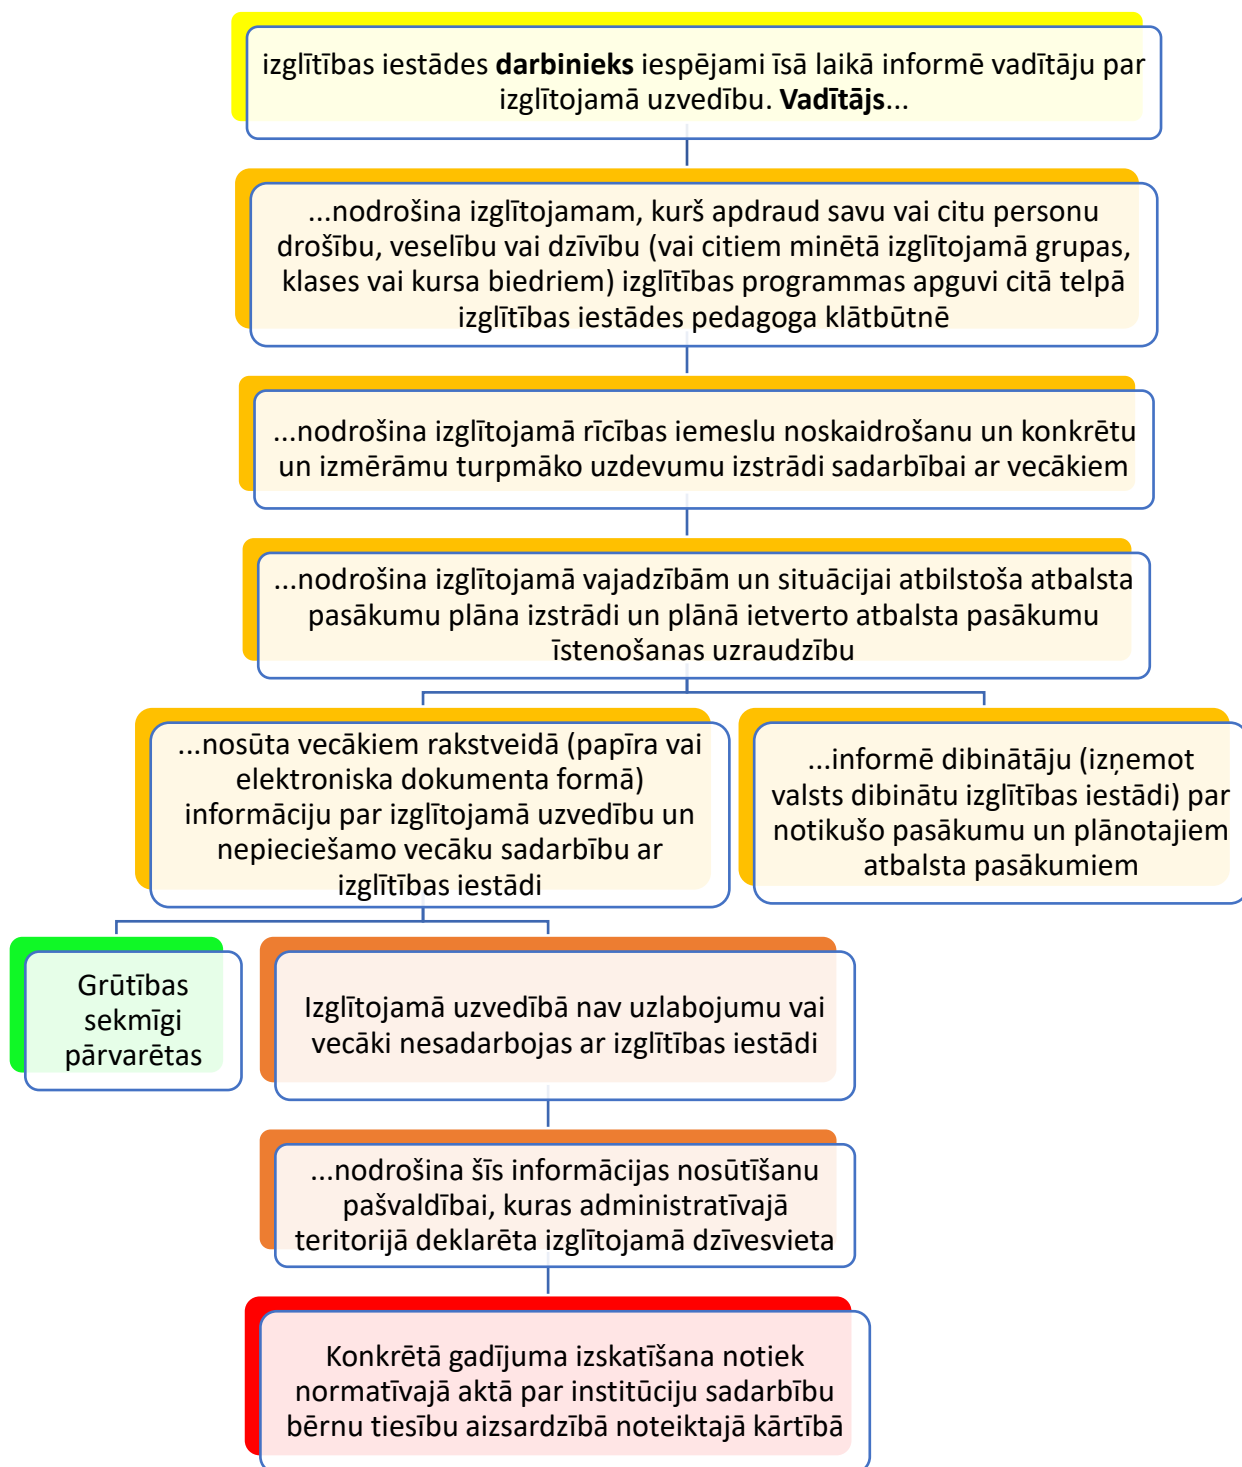 izglītības iestādes darbinieks iespējami īsā laikā informē vadītāju par
izglītojamā uzvedību. Vadītājs...
...nodrošina izglītojamam, kurš apdraud savu vai citu personu
drošību, veselību vai dzīvību (vai citiem minētā izglītojamā grupas,
klases vai kursa biedriem) izglītības programmas apguvi citā telpā
izglītības iestādes pedagoga klātbūtnē
...nodrošina izglītojamā rīcības iemeslu noskaidrošanu un konkrētu
un izmērāmu turpmāko uzdevumu izstrādi sadarbībai ar vecākiem
...nodrošina izglītojamā vajadzībām un situācijai atbilstoša atbalsta
pasākumu plāna izstrādi un plānā ietverto atbalsta pasākumu
īstenošanas uzraudzību
...nosūta vecākiem rakstveidā (papīra vai
elektroniska dokumenta formā)
informāciju par izglītojamā uzvedību un
nepieciešamo vecāku sadarbību ar
izglītības iestādi
...informē dibinātāju (izņemot
valsts dibinātu izglītības iestādi) par
notikušo pasākumu un plānotajiem
atbalsta pasākumiem
Grūtības
sekmīgi
pārvarētas
Izglītojamā uzvedībā nav uzlabojumu vai
vecāki nesadarbojas ar izglītības iestādi
...nodrošina šīs informācijas nosūtīšanu
pašvaldībai, kuras administratīvajā
teritorijā deklarēta izglītojamā dzīvesvieta
Konkrētā gadījuma izskatīšana notiek
normatīvajā aktā par institūciju sadarbību
bērnu tiesību aizsardzībā noteiktajā kārtībā